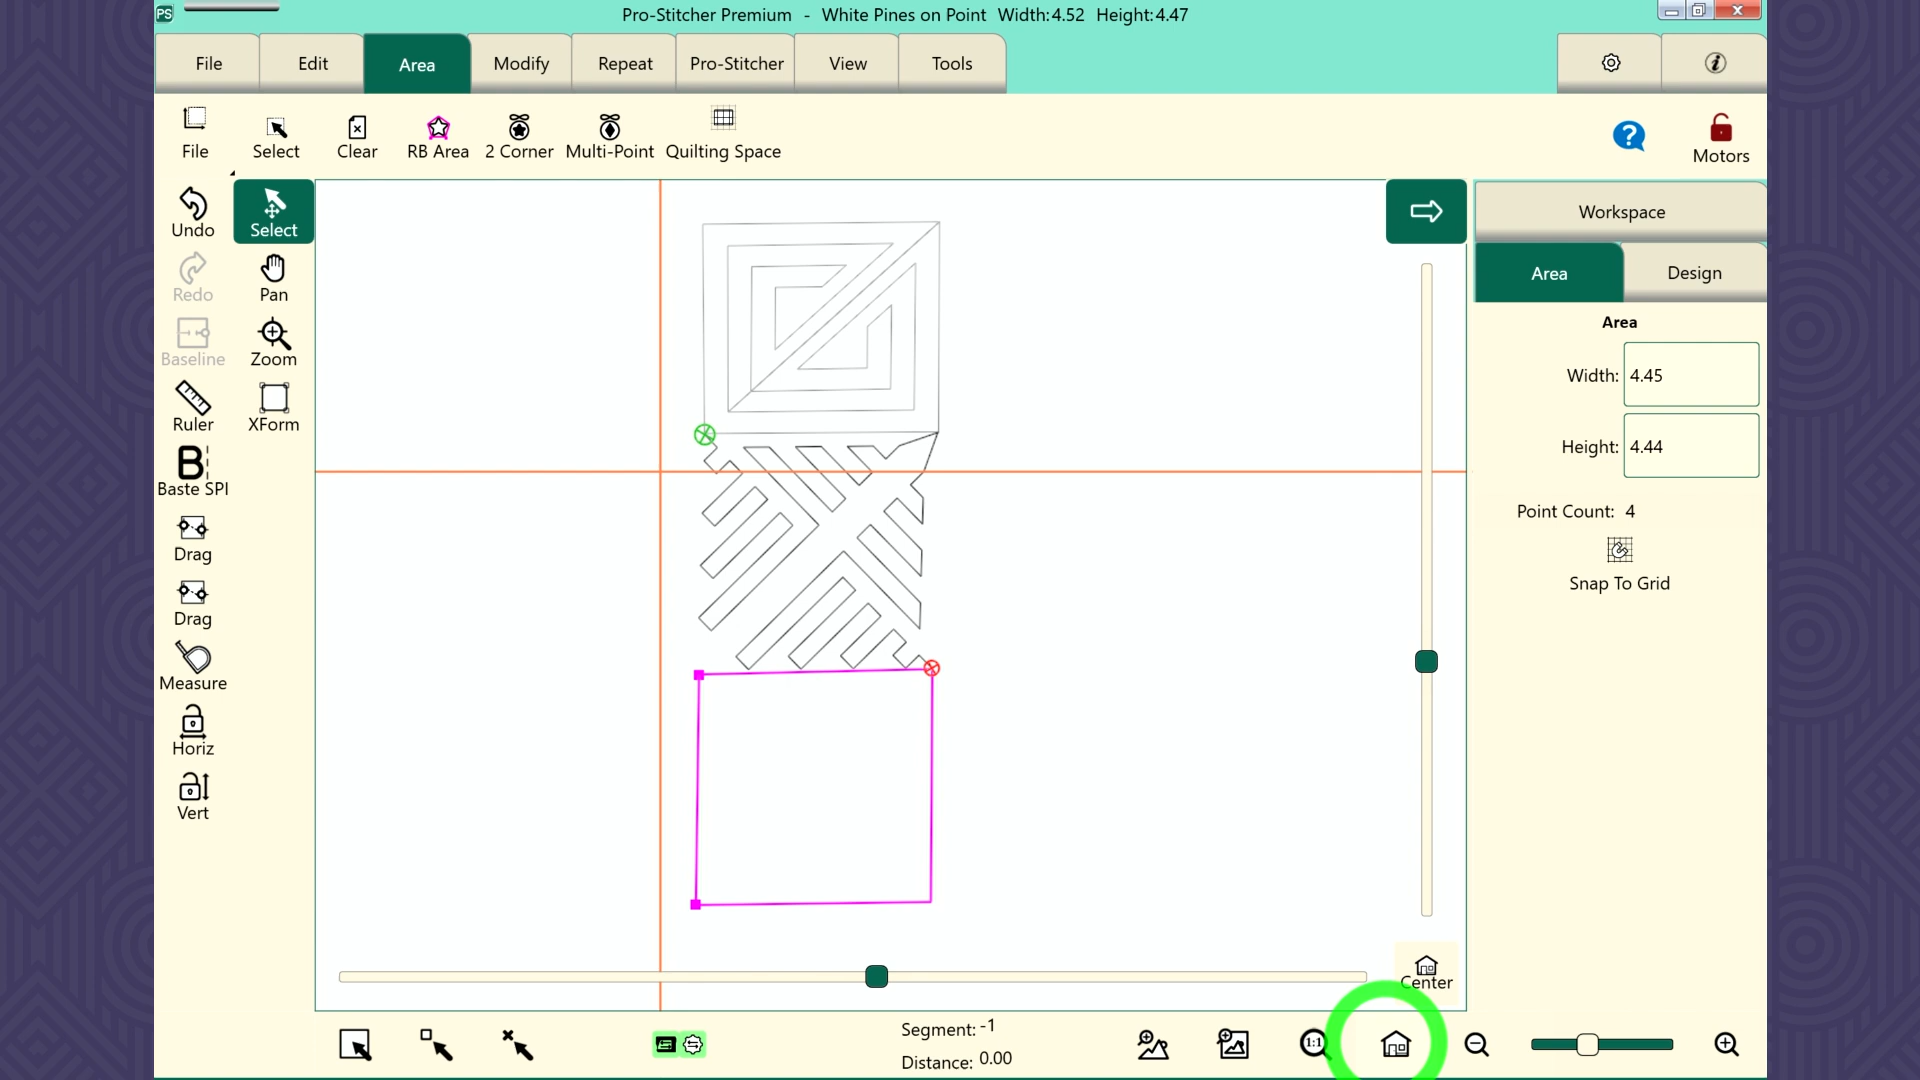 PS
Pro-Stitcher Premium - White Pines on Point Width:4.52 Height:4.47
File Edit Area Modify Repeat Pro-Stitcher View Tools
File Select Clear RB Area 2 Corner Multi-Point Quilting Space
Motors
Undo Select
Redo Pan
Baseline Zoom
Ruler XForm
B
Baste SPI
Drag
Drag
Measure
Horiz
Vert
Workspace
Area Design
Area
Width: 4.45
Height: 4.44
Point Count: 4
Snap To Grid
Center
Segment: -1
Distance: 0.00
1:1